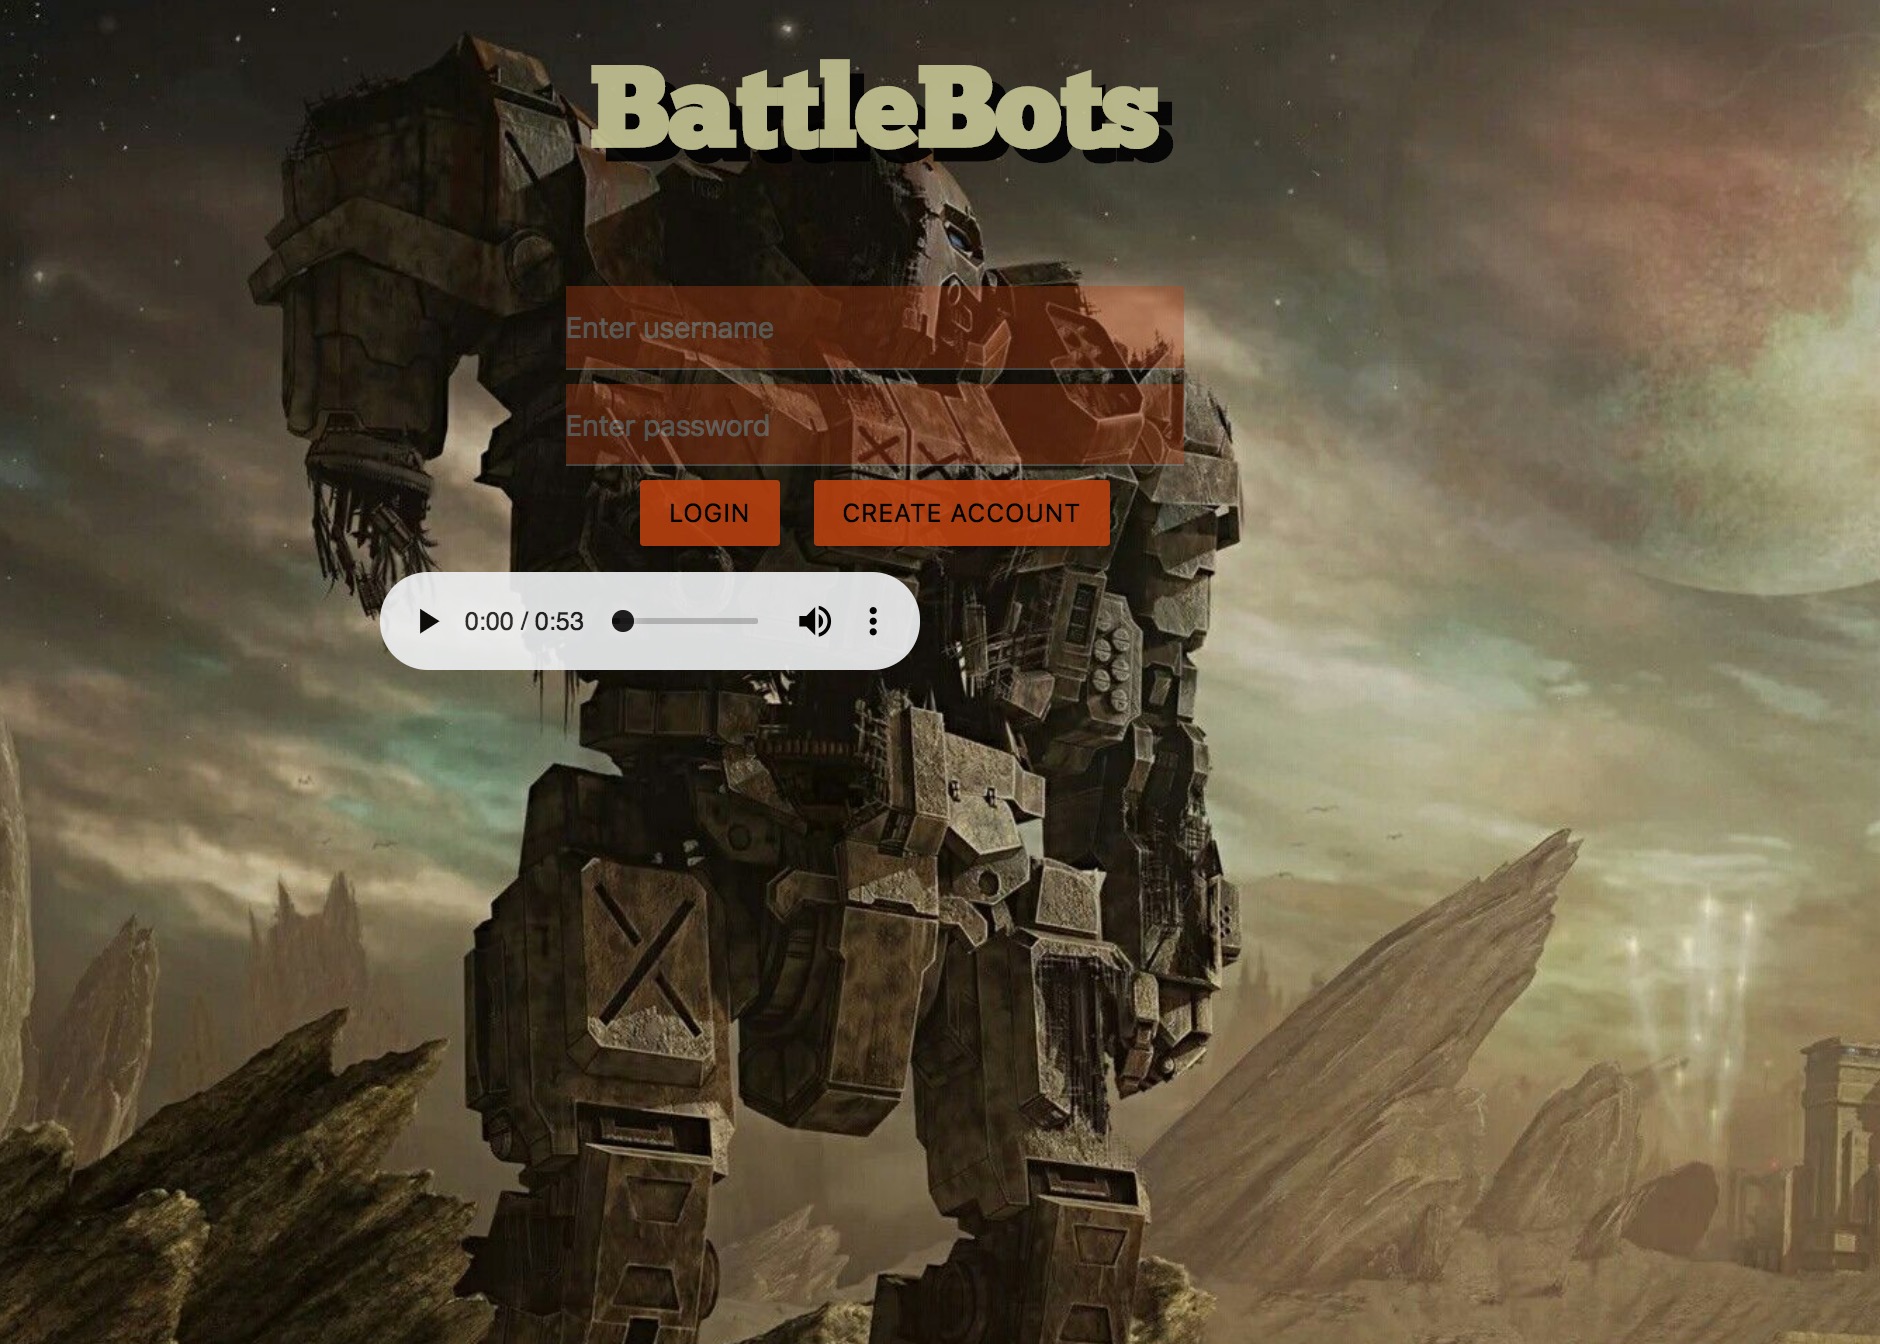 BattleBots
Enter username
Enter password
LOGIN CREATE ACCOUNT
0:00 / 0:53